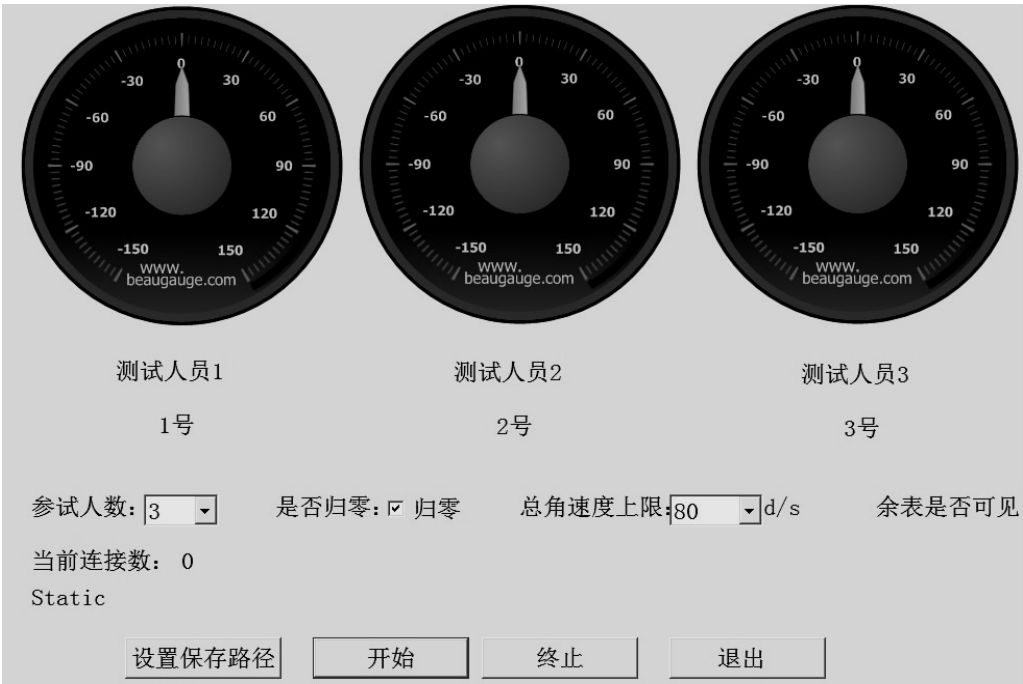 0 0 0
-30 30 -30 30 -30 30
-60 60 -60 60 -60 60
-90 90 -90 90 -90 90
-120 120 -120 120 -120 120
-150 150 -150 150 -150 150
www. www. www.
beaugauge.com beaugauge.com beaugauge.com
测试人员1 测试人员2 测试人员3
1号 2号 3号
参试人数: 3 是否归零: 归零 总角速度上限: 80 d/s 余表是否可见
当前连接数: 0
Static
设置保存路径 开始 终止 退出